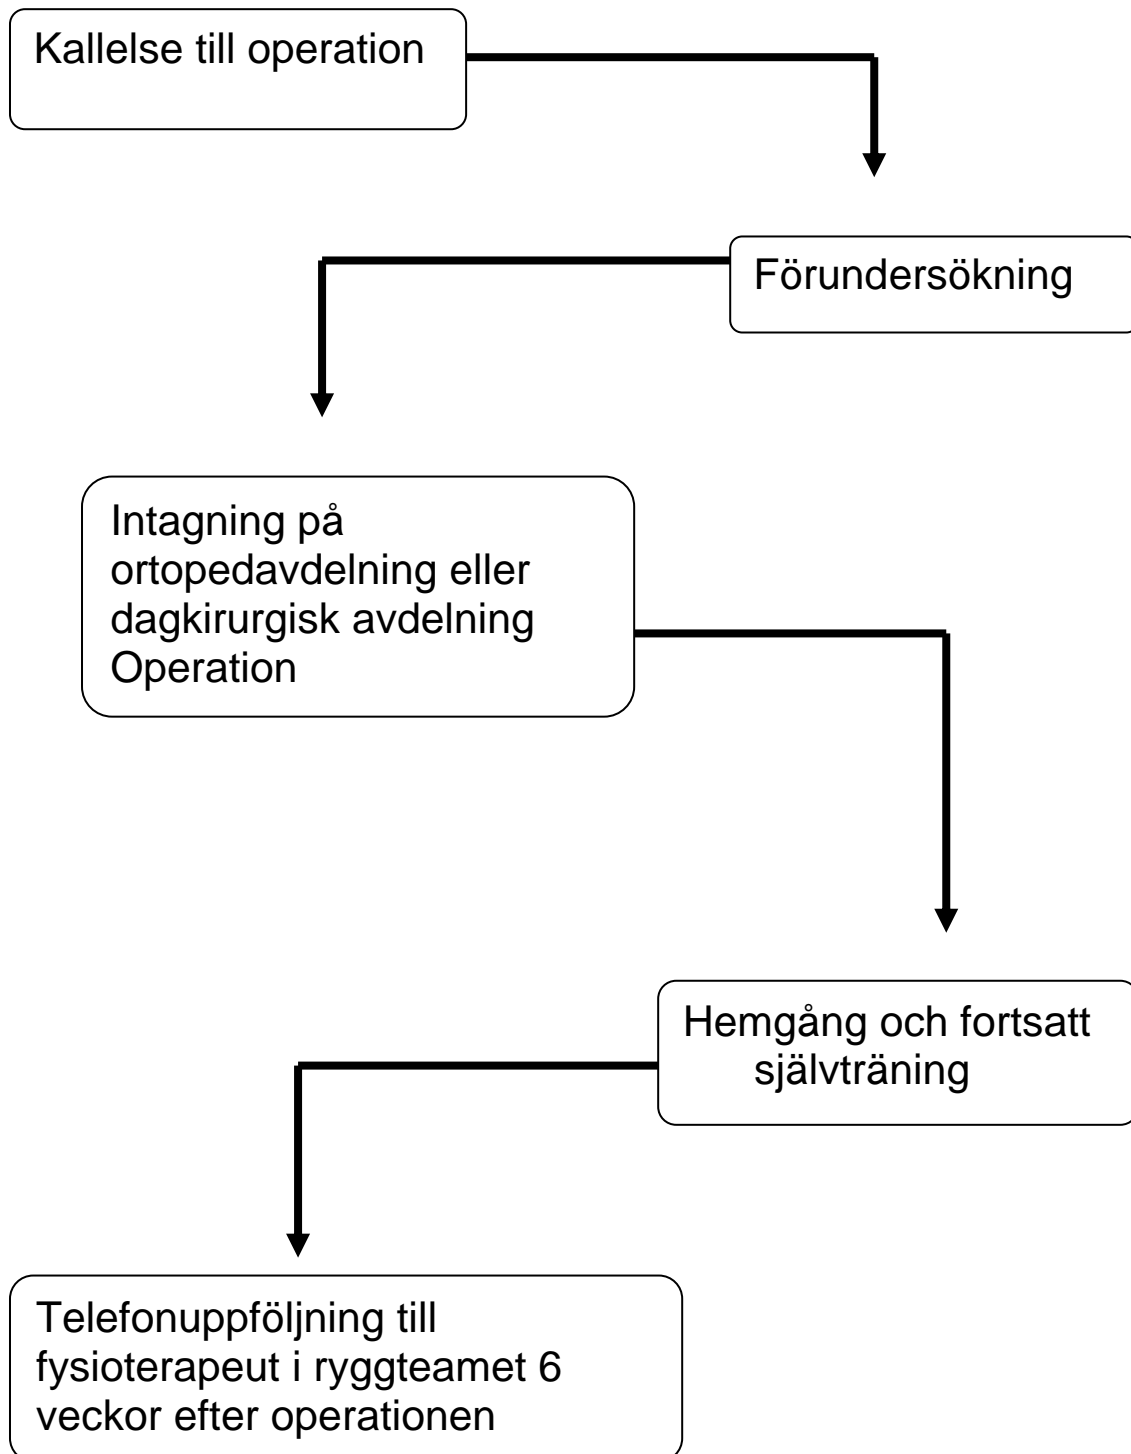 Kallelse till operation
Förundersökning
Intagning på
ortopedavdelning eller
dagkirurgisk avdelning
Operation
Hemgång och fortsatt
självträning
Telefonuppföljning till
fysioterapeut i ryggteamet 6
veckor efter operationen